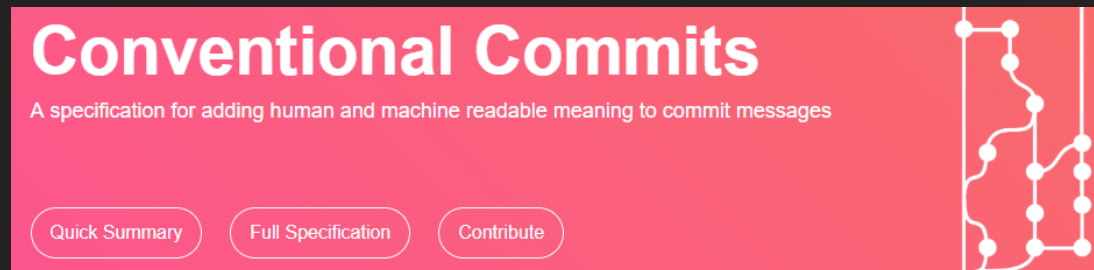 Conventional Commits
A specification for adding human and machine readable meaning to commit messages
Quick Summary
Full Specification
Contribute